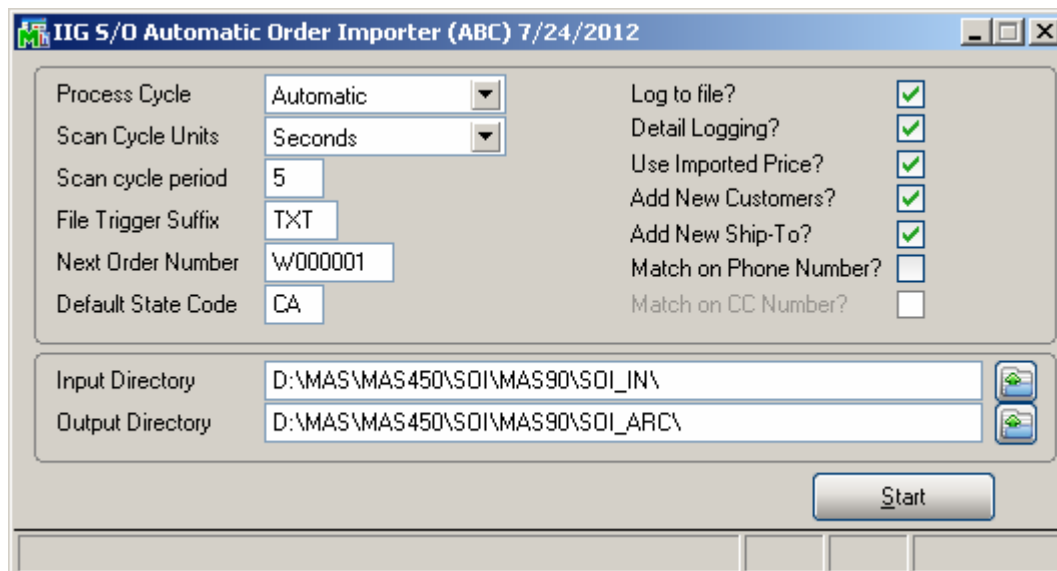 IIG S/O Automatic Order Importer (ABC) 7/24/2012
Process Cycle Automatic
Scan Cycle Units Seconds
Scan cycle period 5
File Trigger Suffix TXT
Next Order Number W000001
Default State Code CA
Log to file?
Detail Logging?
Use Imported Price?
Add New Customers?
Add New Ship-To?
Match on Phone Number?
Match on CC Number?
Input Directory D:\MAS\MAS450\SOI\MAS90\SOI_IN\
Output Directory D:\MAS\MAS450\SOI\MAS90\SOI_ARC\
Start